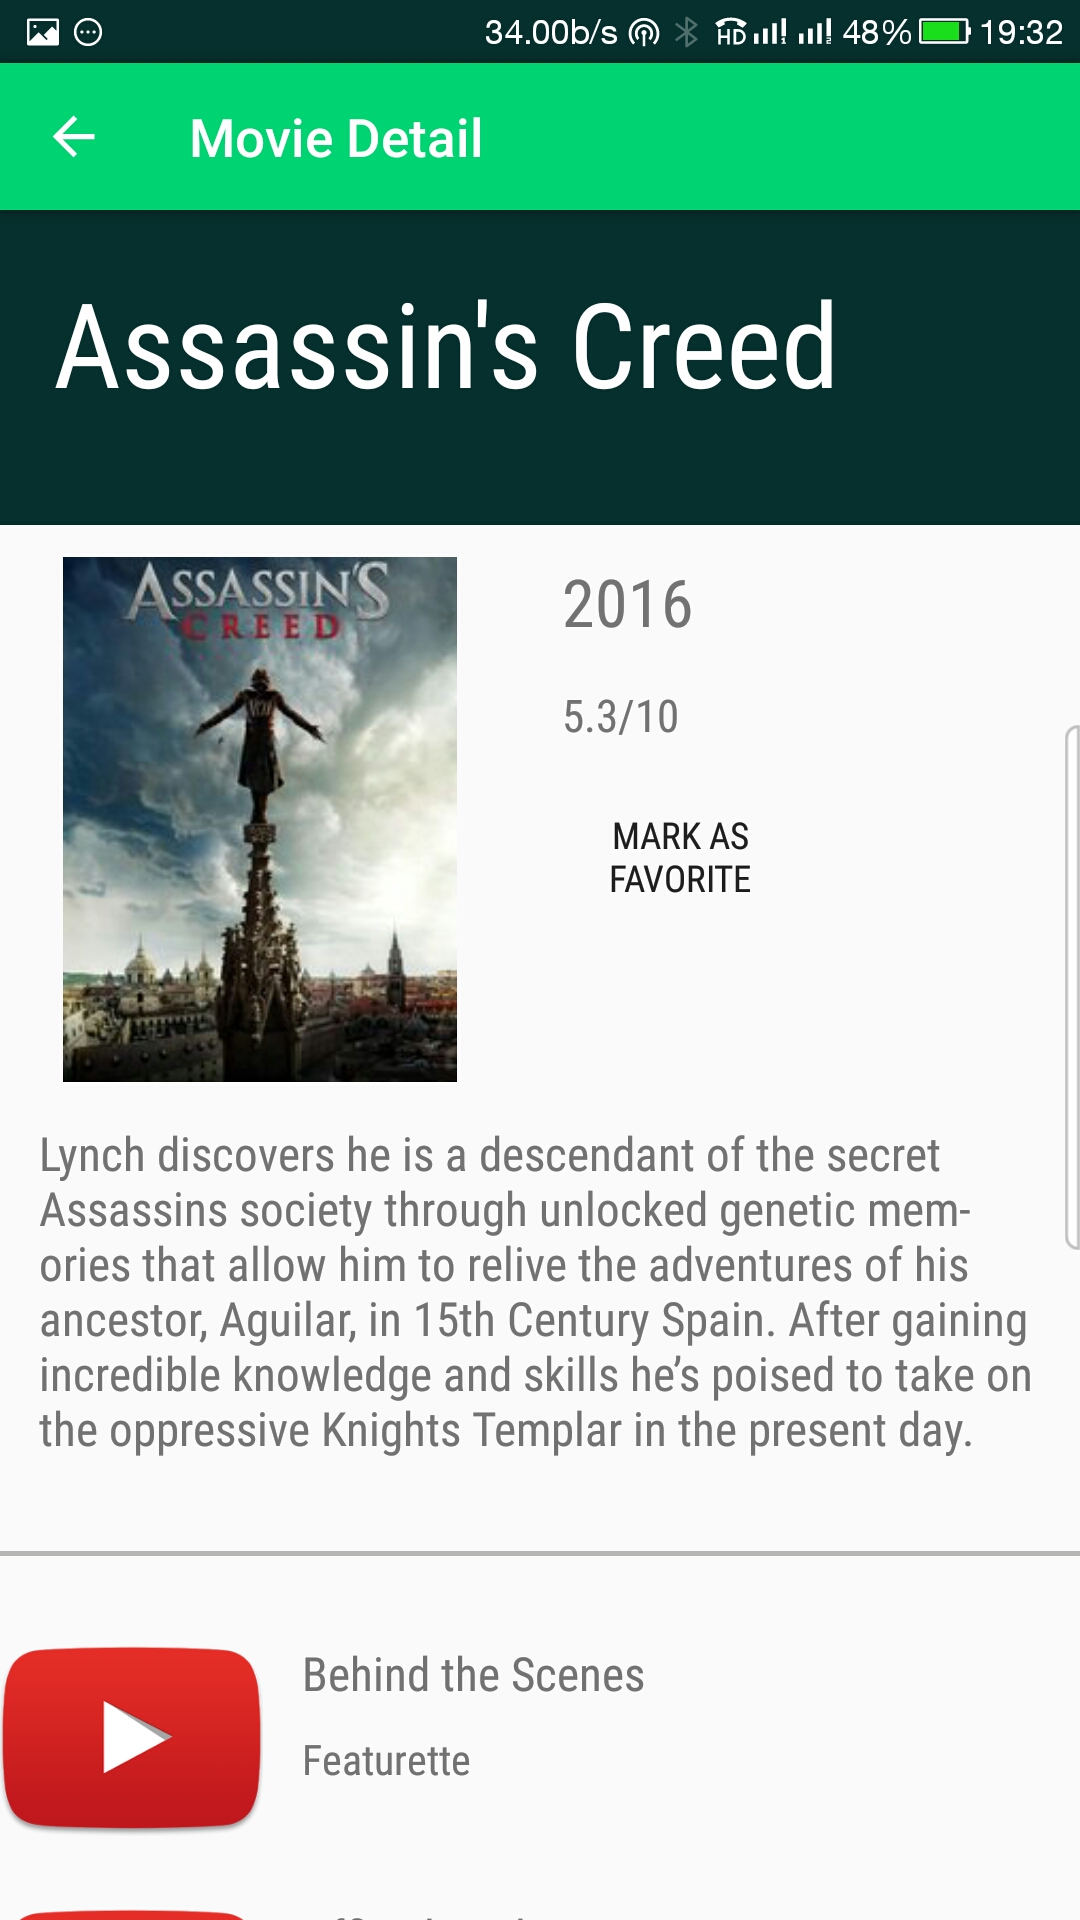 34.00b/s HD 48% 19:32
Movie Detail
Assassin's Creed
ASSASSIN'S
CREED
2016
5.3/10
MARK AS
FAVORITE
Lynch discovers he is a descendant of the secret
Assassins society through unlocked genetic mem-
ories that allow him to relive the adventures of his
ancestor, Aguilar, in 15th Century Spain. After gaining
incredible knowledge and skills he’s poised to take on
the oppressive Knights Templar in the present day.
Behind the Scenes
Featurette